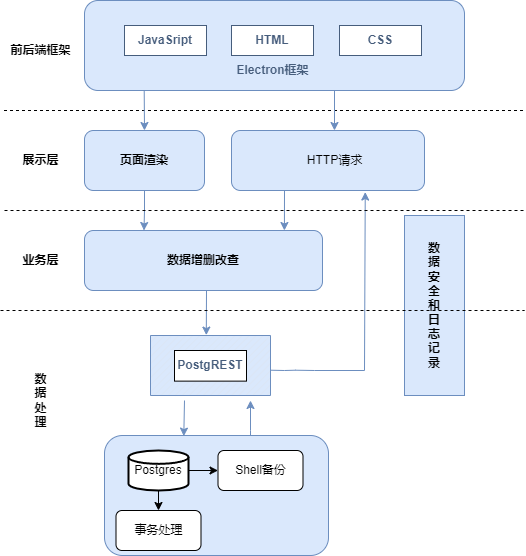 前后端框架
JavaSript
HTML
CSS
Electron框架
展示层
页面渲染
HTTP请求
业务层
数据增删改查
数据安全和日志记录
数据处理
PostgREST
Postgres
Shell备份
事务处理